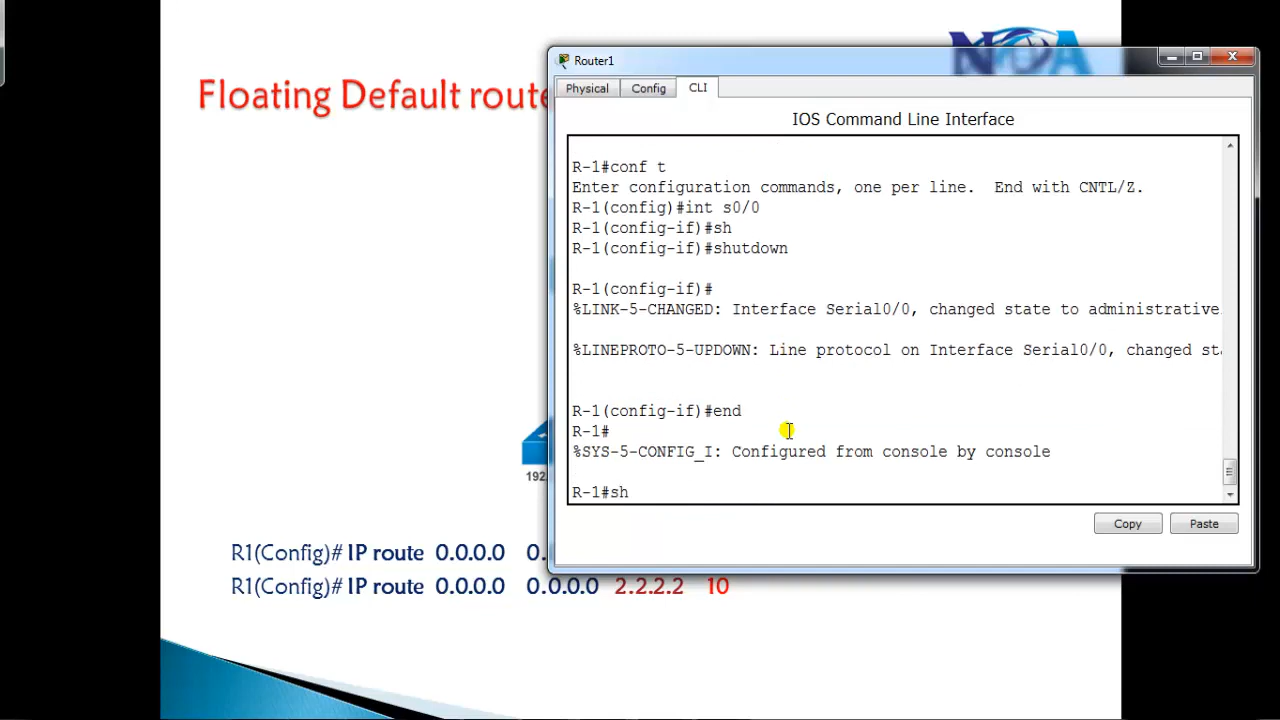 Floating Default route
NOA
Router1
Physical Config CLI
IOS Command Line Interface
R-1#conf t
Enter configuration commands, one per line. End with CNTL/Z.
R-1(config)#int s0/0
R-1(config-if)#sh
R-1(config-if)#shutdown
R-1(config-if)#
%LINK-5-CHANGED: Interface Serial0/0, changed state to administrative
%LINEPROTO-5-UPDOWN: Line protocol on Interface Serial0/0, changed st
R-1(config-if)#end
R-1#
%SYS-5-CONFIG_I: Configured from console by console
R-1#sh
Copy Paste
192.
R1(Config)# IP route 0.0.0.0 0.
R1(Config)# IP route 0.0.0.0 0.0.0.0 2.2.2.2 10